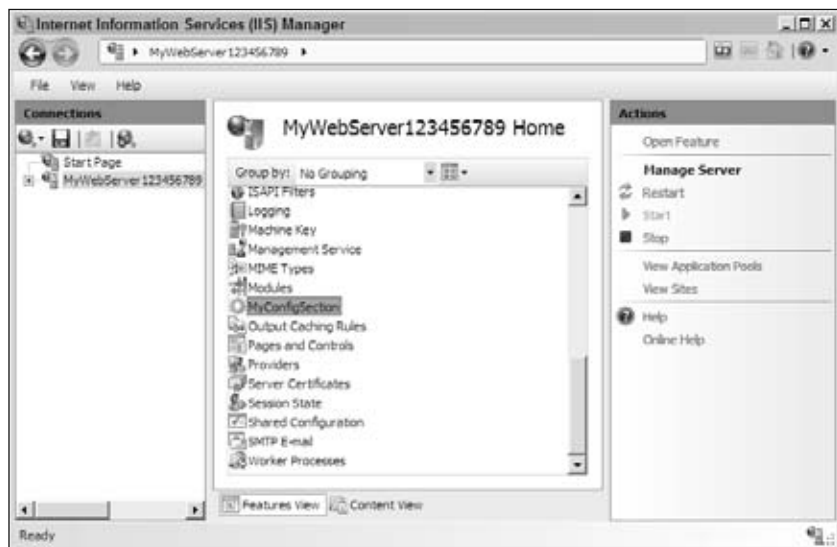 Internet Information Services (IIS) Manager
MyWebServer123456789
File View Help
Connections
Start Page
MyWebServer123456789
MyWebServer123456789 Home
Group by: No Grouping
ISAPI Filters
Logging
Machine Key
Management Service
MIME Types
Modules
MyConfigSection
Output Caching Rules
Pages and Controls
Providers
Server Certificates
Session State
Shared Configuration
SMTP E-mail
Worker Processes
Features View Content View
Actions
Open Feature
Manage Server
Restart
Start
Stop
View Application Pools
View Sites
Help
Online Help
Ready